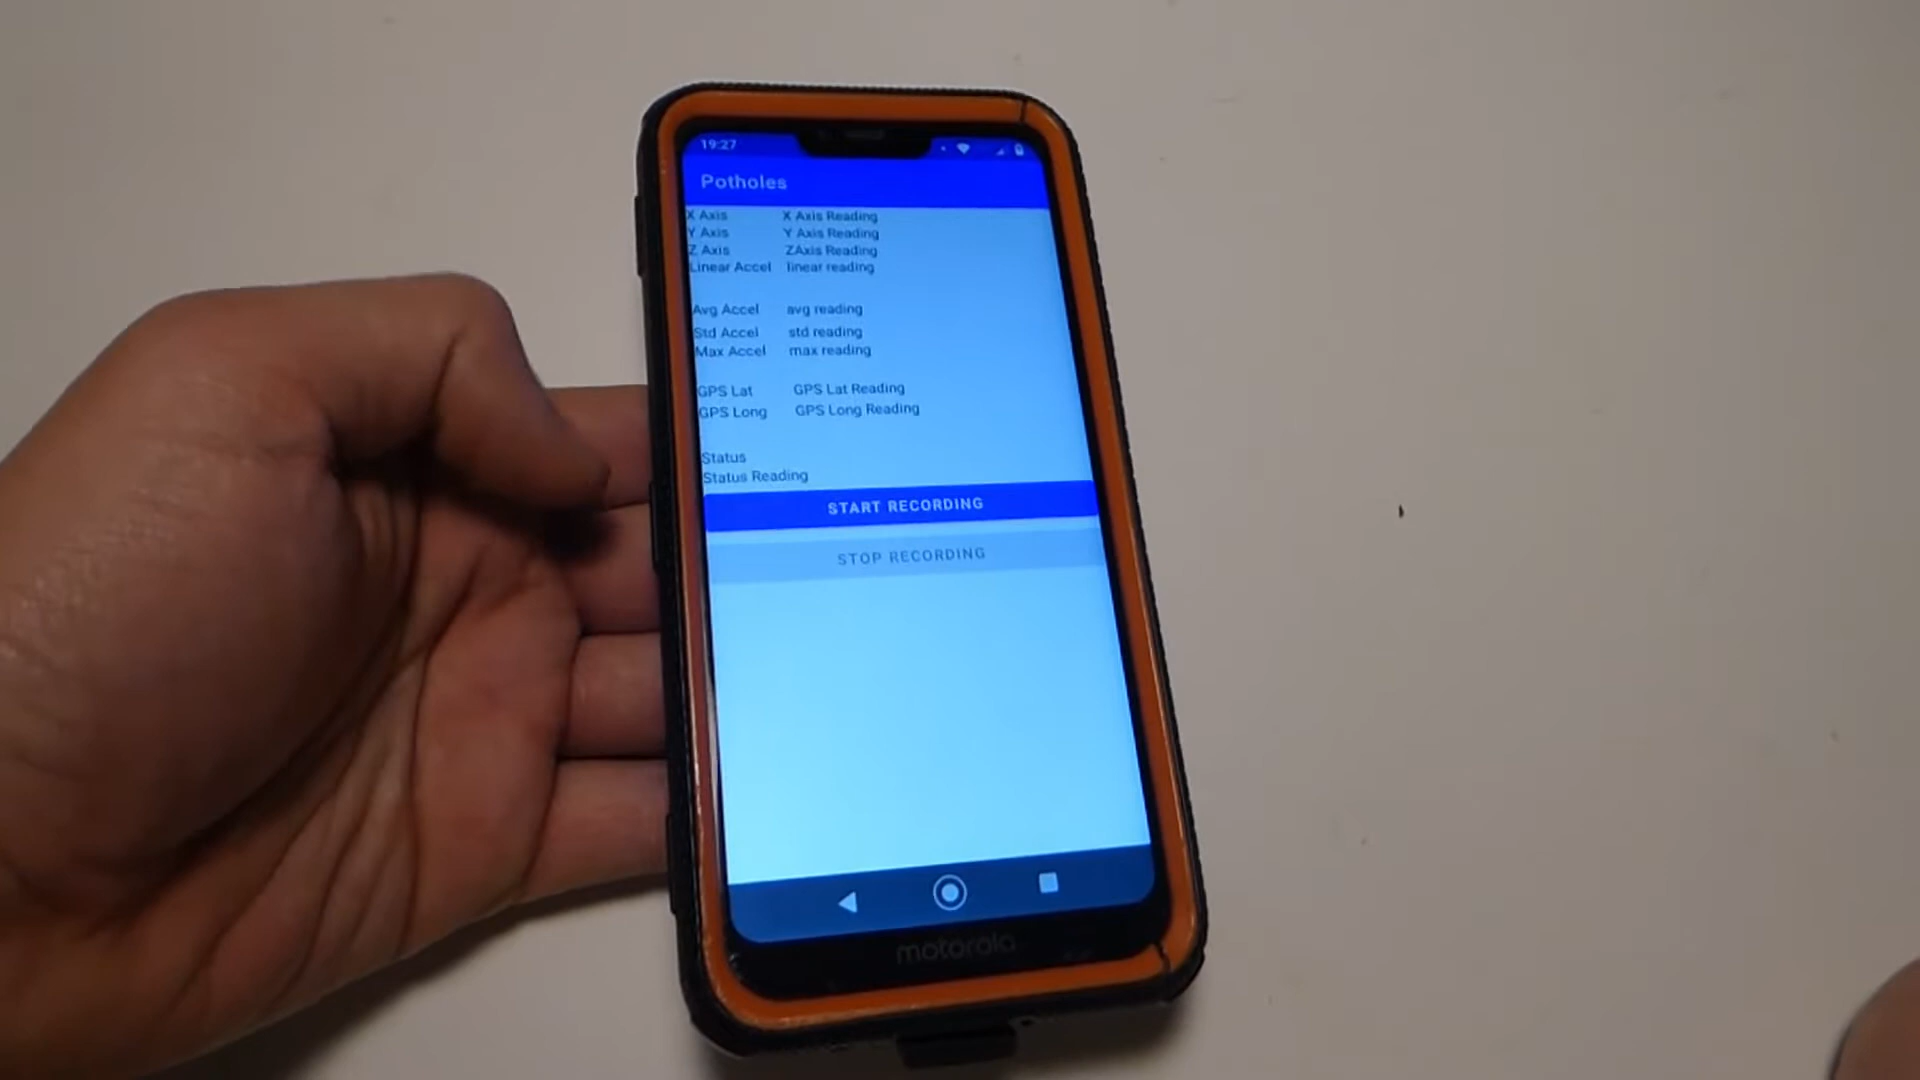 19:27
Potholes
X Axis X Axis Reading
Y Axis Y Axis Reading
Z Axis ZAxis Reading
Linear Accel linear reading
Avg Accel avg reading
Std Accel std reading
Max Accel max reading
GPS Lat GPS Lat Reading
GPS Long GPS Long Reading
Status
Status Reading
START RECORDING
STOP RECORDING
motorola